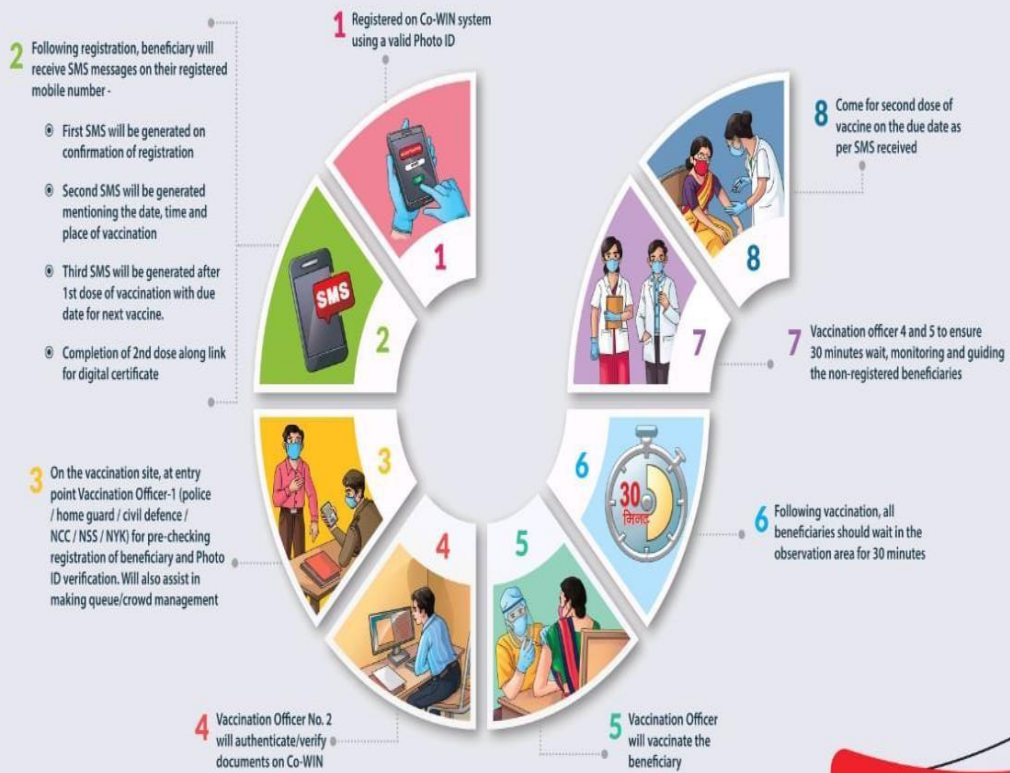 1 Registered on Co-WIN system
using a valid Photo ID
2 Following registration, beneficiary will
receive SMS messages on their registered
mobile number -
First SMS will be generated on
confirmation of registration
Second SMS will be generated
mentioning the date, time and
place of vaccination
Third SMS will be generated after
1st dose of vaccination with due
date for next vaccine.
Completion of 2nd dose along link
for digital certificate
3 On the vaccination site, at entry
point Vaccination Officer-1 (police
/ home guard / civil defence /
NCC / NSS / NYK) for pre-checking
registration of beneficiary and Photo
ID verification. Will also assist in
making queue/crowd management
4 Vaccination Officer No. 2
will authenticate/verify
documents on Co-WIN
5 Vaccination Officer
will vaccinate the
beneficiary
6 Following vaccination, all
beneficiaries should wait in the
observation area for 30 minutes
7 Vaccination officer 4 and 5 to ensure
30 minutes wait, monitoring and guiding
the non-registered beneficiaries
8 Come for second dose of
vaccine on the due date as
per SMS received
1
2
SMS
3
4
5
6
30
मिनट
7
8